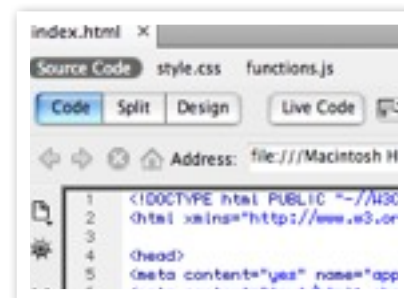 index.html ×
Source Code style.css functions.js
Code Split Design Live Code
Address: file:///Macintosh H
1 <!DOCTYPE html PUBLIC "-//W3C
2 <html xmlns="http://www.w3.or
3
4 <head>
5 <meta content="yes" name="app